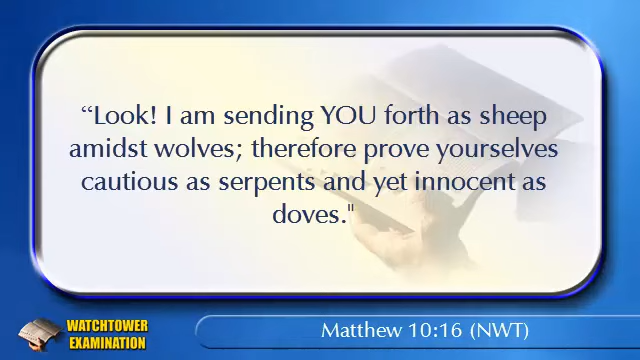 “Look! I am sending YOU forth as sheep
amidst wolves; therefore prove yourselves
cautious as serpents and yet innocent as
doves."
WATCHTOWER
EXAMINATION
Matthew 10:16 (NWT)